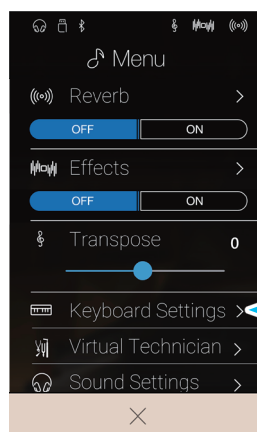 Menu
Reverb
OFF ON
Effects
OFF ON
Transpose 0
Keyboard Settings
Virtual Technician
Sound Settings